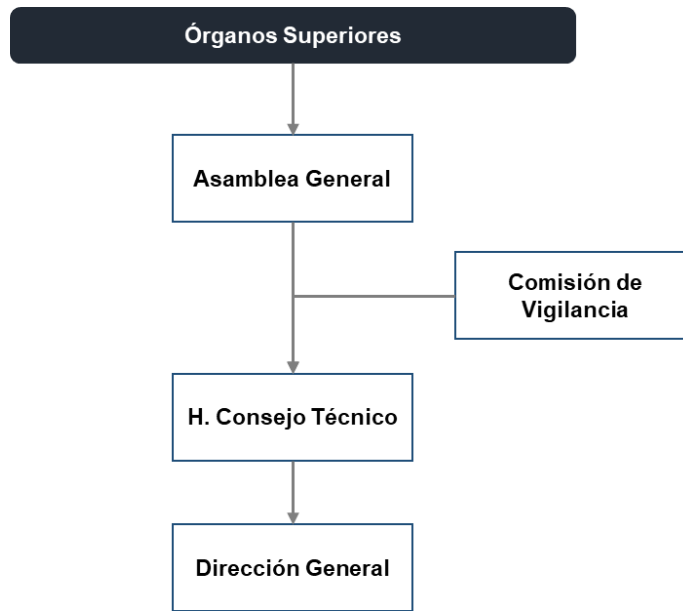 Órganos Superiores
Asamblea General
Comisión de
Vigilancia
H. Consejo Técnico
Dirección General